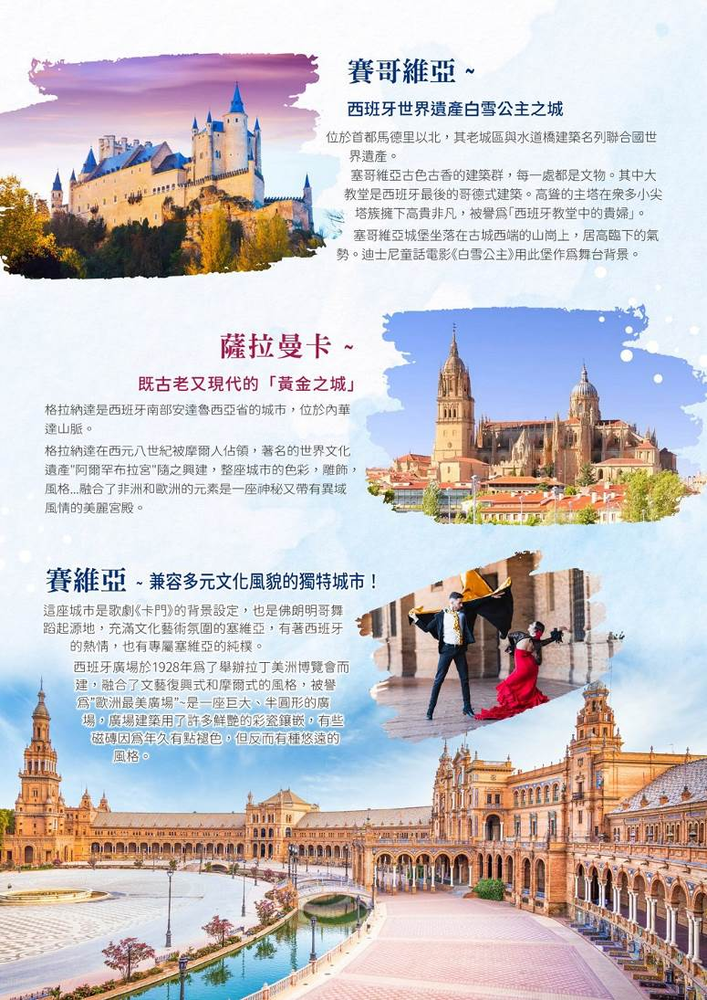 賽哥維亞 ~
西班牙世界遺產白雪公主之城
位於首都馬德里以北，其老城區與水道橋建築名列聯合國世
界遺產。
塞哥維亞古色古香的建築群，每一處都是文物。其中大
教堂是西班牙最後的哥德式建築。高聳的主塔在衆多小尖
塔簇擁下高貴非凡，被譽爲「西班牙教堂中的貴婦」。
塞哥維亞城堡坐落在古城西端的山崗上，居高臨下的氣
勢。迪士尼童話電影《白雪公主》用此堡作爲舞台背景。
薩拉曼卡 ~
既古老又現代的「黃金之城」
格拉納達是西班牙南部安達魯西亞省的城市，位於內華
達山脈。
格拉納達在西元八世紀被摩爾人佔領，著名的世界文化
遺產"阿爾罕布拉宮"隨之興建，整座城市的色彩，雕飾，
風格...融合了非洲和歐洲的元素是一座神秘又帶有異域
風情的美麗宮殿。
賽維亞 ~ 兼容多元文化風貌的獨特城市！
這座城市是歌劇《卡門》的背景設定，也是佛朗明哥舞
蹈起源地，充滿文化藝術氛圍的塞維亞，有著西班牙
的熱情，也有專屬塞維亞的純樸。
西班牙廣場於1928年爲了舉辦拉丁美洲博覽會而
建，融合了文藝復興式和摩爾式的風格，被譽
爲"歐洲最美廣場"~是一座巨大、半圓形的廣
場，廣場建築用了許多鮮艷的彩瓷鑲嵌，有些
磁磚因爲年久有點褪色，但反而有種悠遠的
風格。